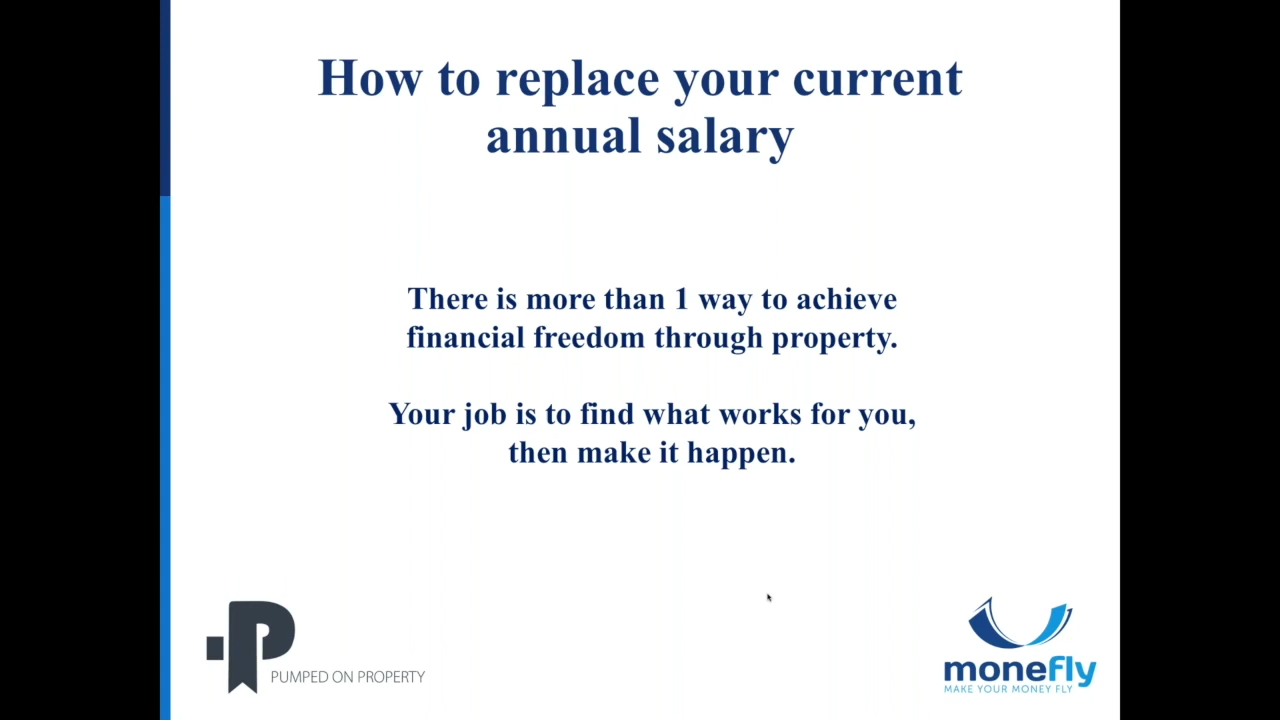 How to replace your current
annual salary
There is more than 1 way to achieve
financial freedom through property.
Your job is to find what works for you,
then make it happen.
P
PUMPED ON PROPERTY
monefly
MAKE YOUR MONEY FLY